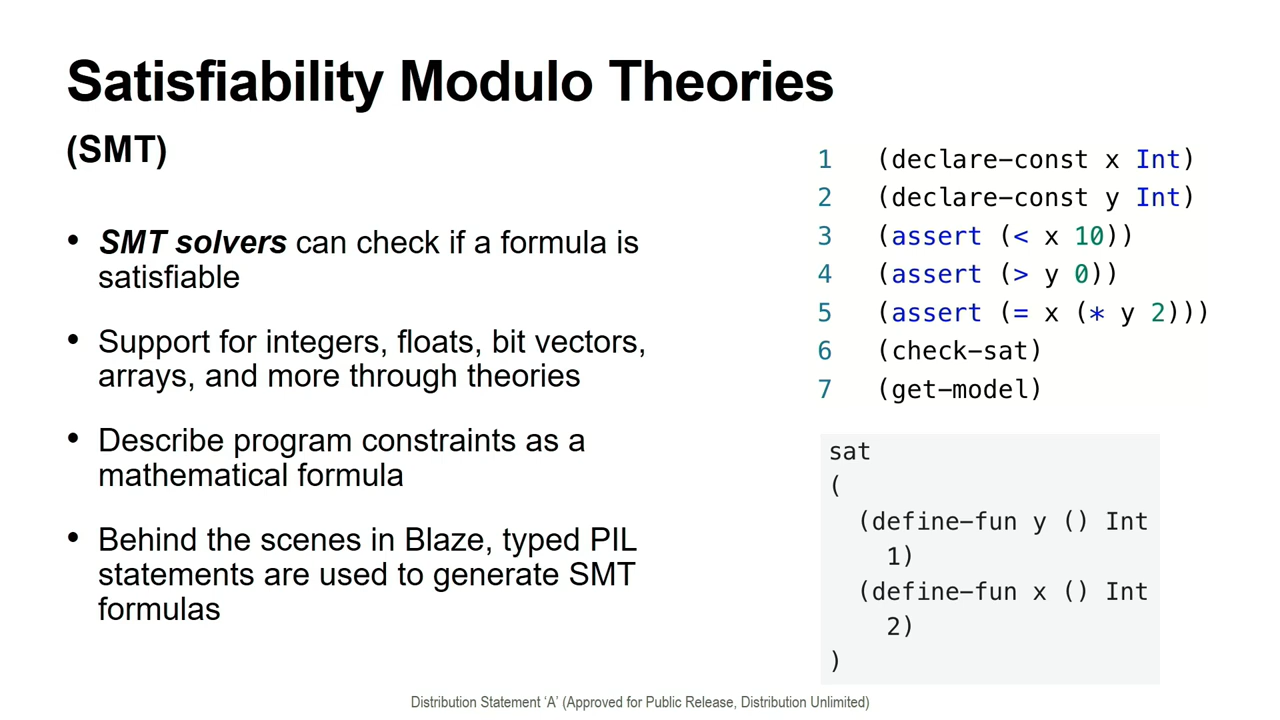 Satisfiability Modulo Theories
(SMT)
• SMT solvers can check if a formula is
satisfiable
• Support for integers, floats, bit vectors,
arrays, and more through theories
• Describe program constraints as a
mathematical formula
• Behind the scenes in Blaze, typed PIL
statements are used to generate SMT
formulas
1 (declare-const x Int)
2 (declare-const y Int)
3 (assert (< x 10))
4 (assert (> y 0))
5 (assert (= x (* y 2)))
6 (check-sat)
7 (get-model)
sat
(
  (define-fun y () Int
    1)
  (define-fun x () Int
    2)
)
Distribution Statement ‘A’ (Approved for Public Release, Distribution Unlimited)